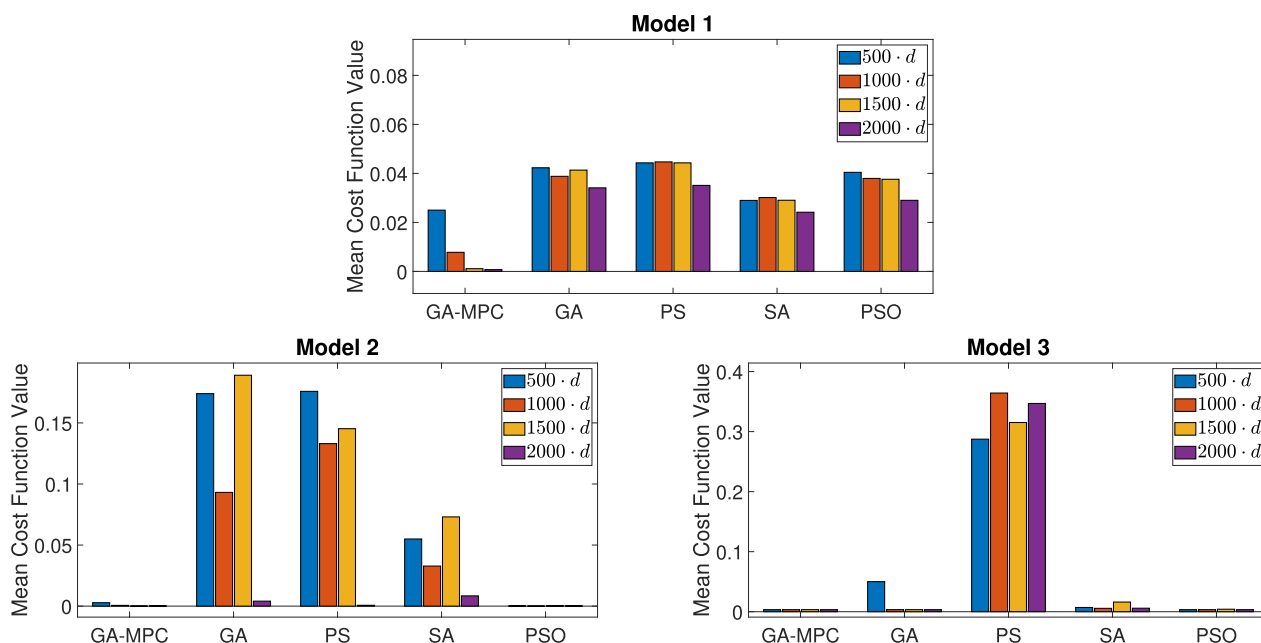 Model 1
Mean Cost Function Value
0.08
0.06
0.04
0.02
0
500 · d
1000 · d
1500 · d
2000 · d
GA-MPC GA PS SA PSO
Model 2
Mean Cost Function Value
0.15
0.1
0.05
0
500 · d
1000 · d
1500 · d
2000 · d
GA-MPC GA PS SA PSO
Model 3
Mean Cost Function Value
0.4
0.3
0.2
0.1
0
500 · d
1000 · d
1500 · d
2000 · d
GA-MPC GA PS SA PSO